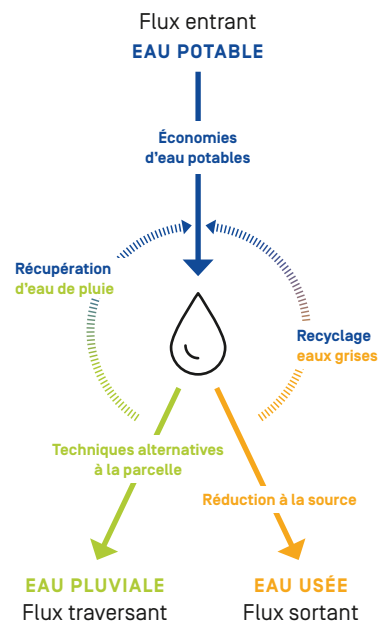 Flux entrant
EAU POTABLE
Économies
d'eau potables
Récupération
d'eau de pluie
Recyclage
eaux grises
Techniques alternatives
à la parcelle
Réduction à la source
EAU PLUVIALE
Flux traversant
EAU USÉE
Flux sortant